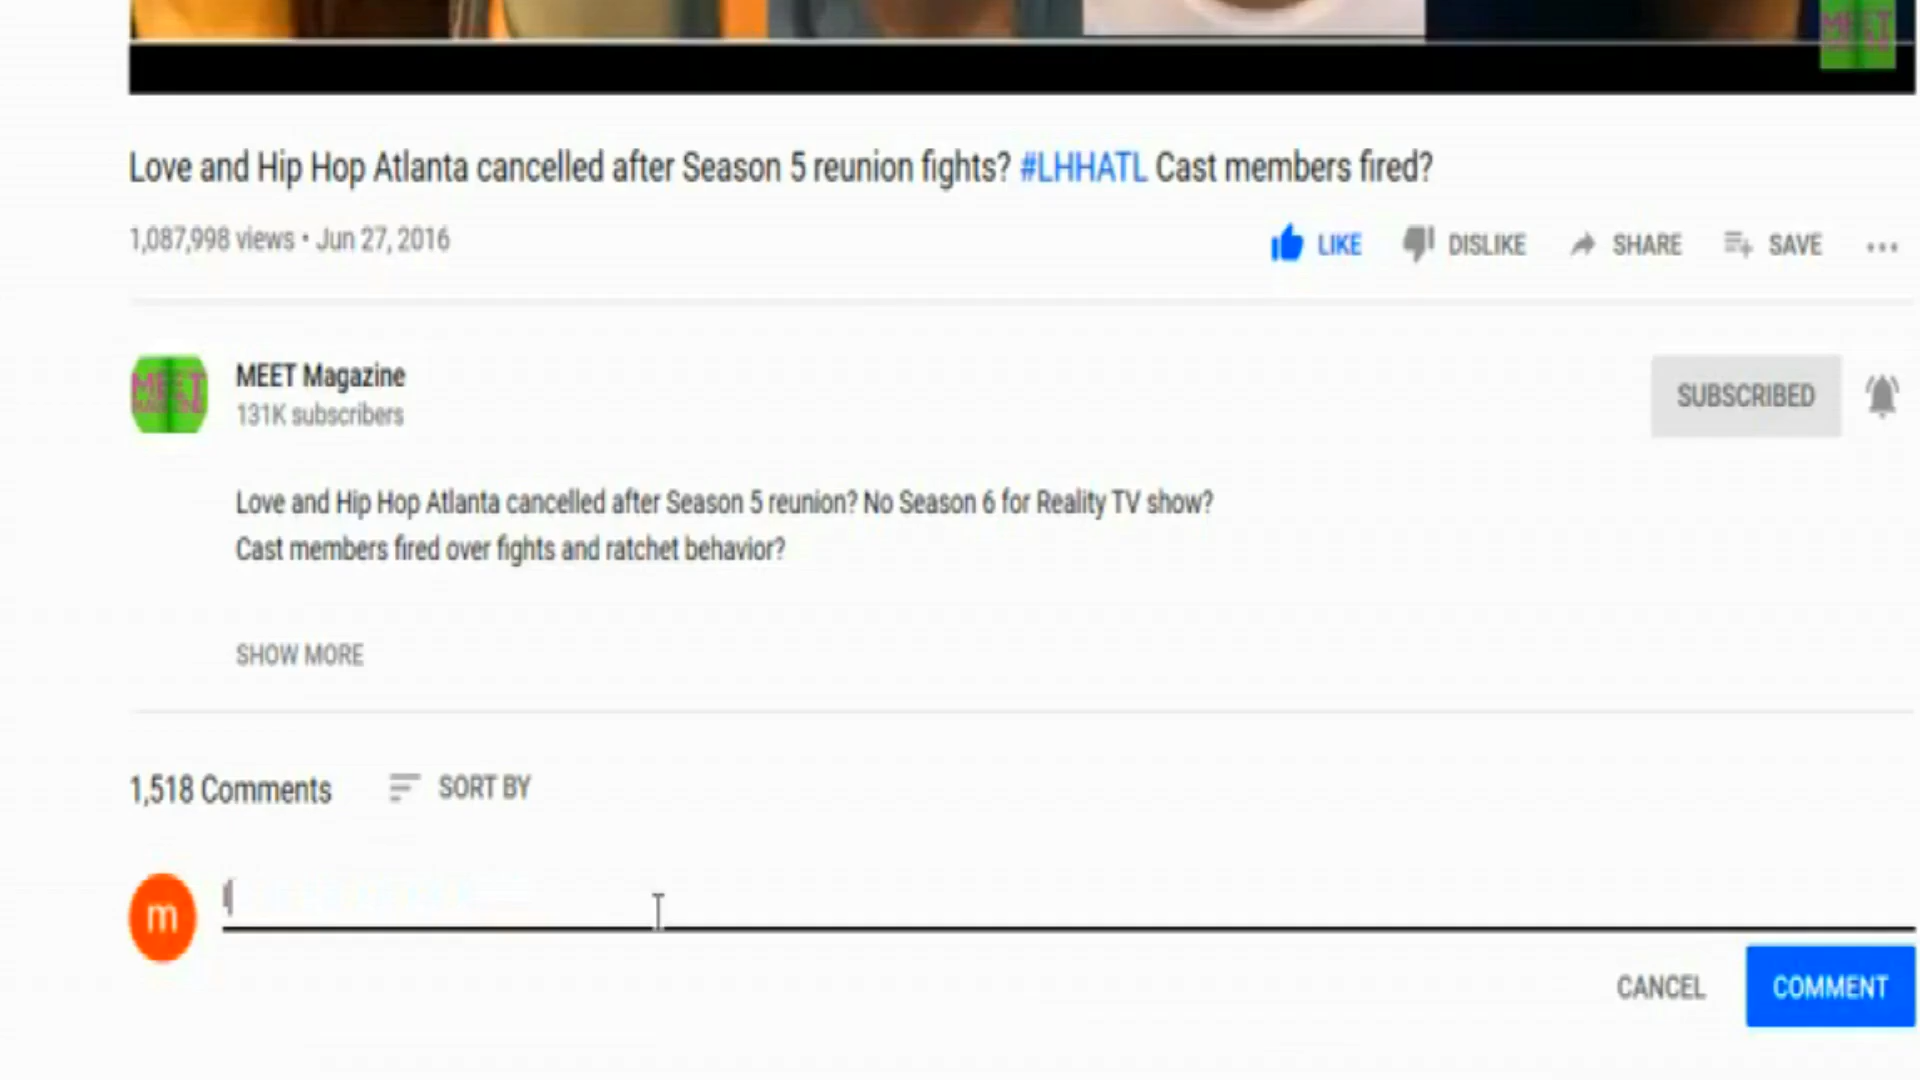 MEET
Love and Hip Hop Atlanta cancelled after Season 5 reunion fights? #LHHATL Cast members fired?
1,087,998 views • Jun 27, 2016
LIKE DISLIKE SHARE SAVE
MEET
MEET Magazine
131K subscribers
SUBSCRIBED
Love and Hip Hop Atlanta cancelled after Season 5 reunion? No Season 6 for Reality TV show?
Cast members fired over fights and ratchet behavior?
SHOW MORE
1,518 Comments SORT BY
m
CANCEL COMMENT